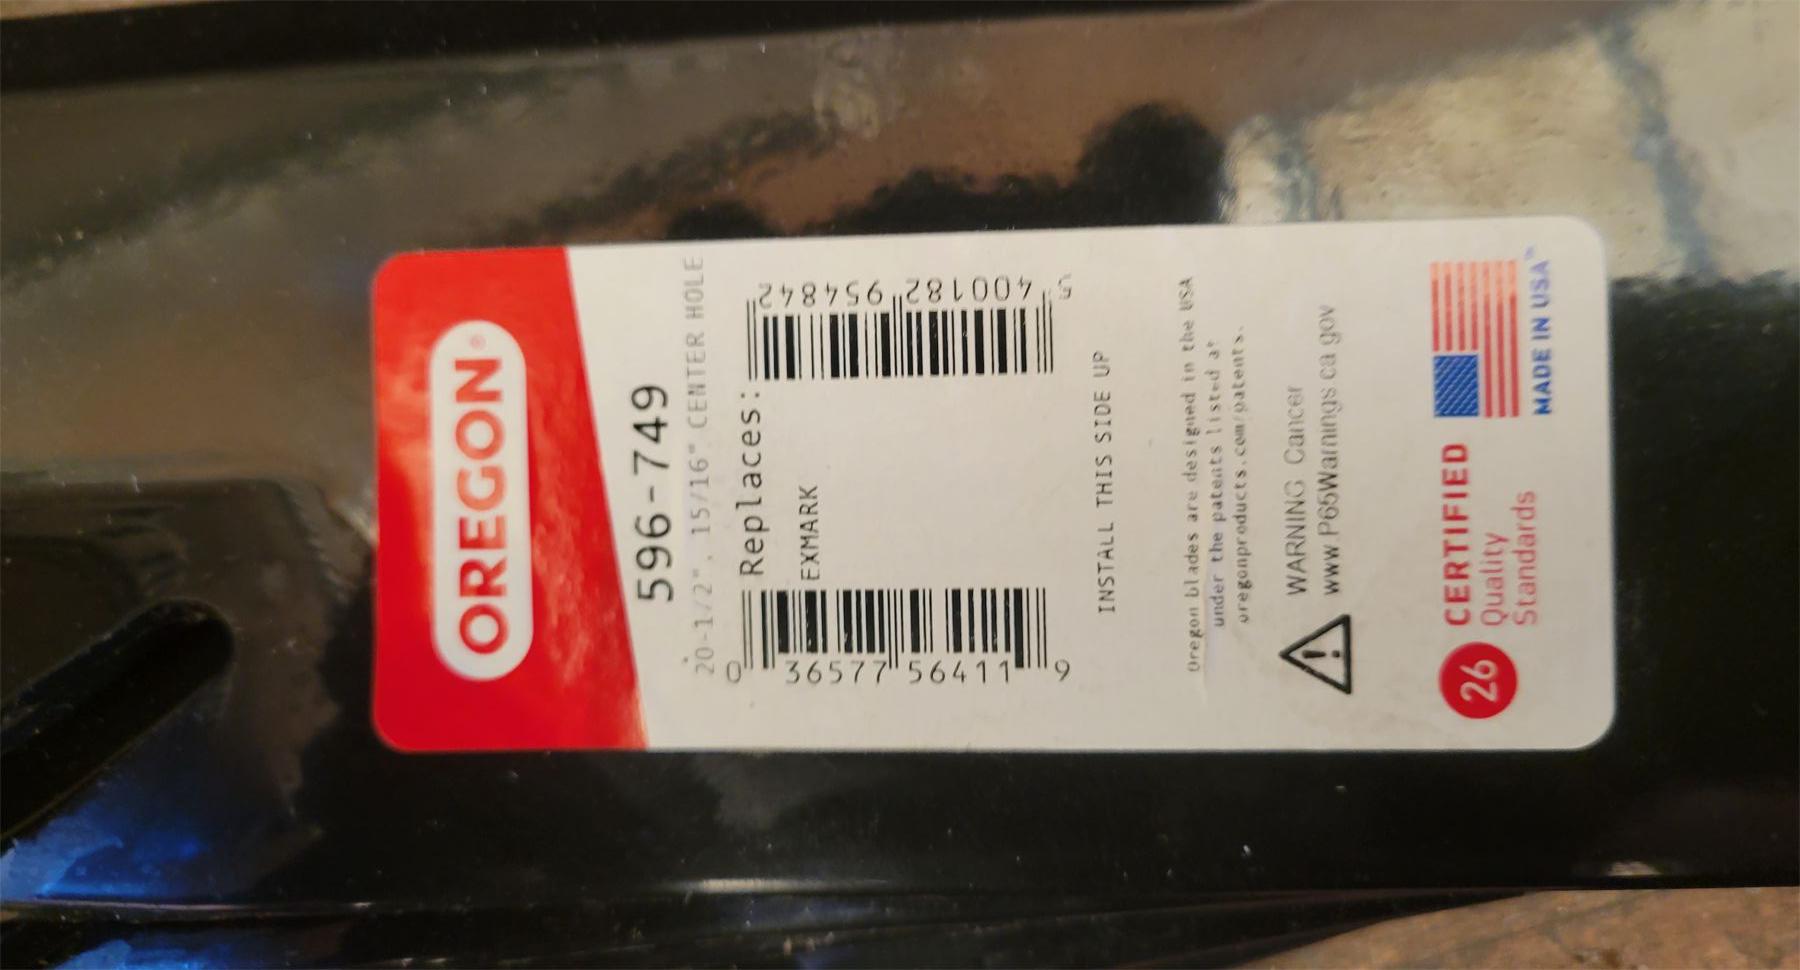 OREGON®
596-749
20-1/2", 15/16" CENTER HOLE
Replaces:
EXMARK
0 36577 56411 9
5 400182 954842
INSTALL THIS SIDE UP
Oregon blades are designed in the USA
under the patents listed at
oregonproducts.com/patents.
WARNING Cancer
www.P65Warnings.ca.gov
26
CERTIFIED
Quality
Standards
MADE IN USA™